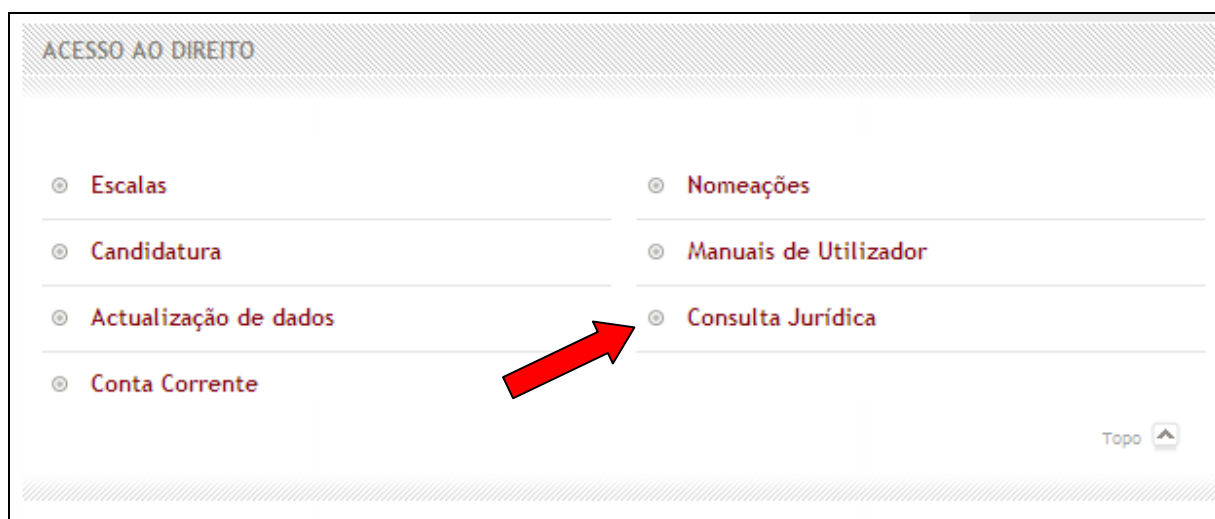 ACESSO AO DIREITO
Escalas
Nomeações
Candidatura
Manuais de Utilizador
Actualização de dados
Consulta Jurídica
Conta Corrente
Topo